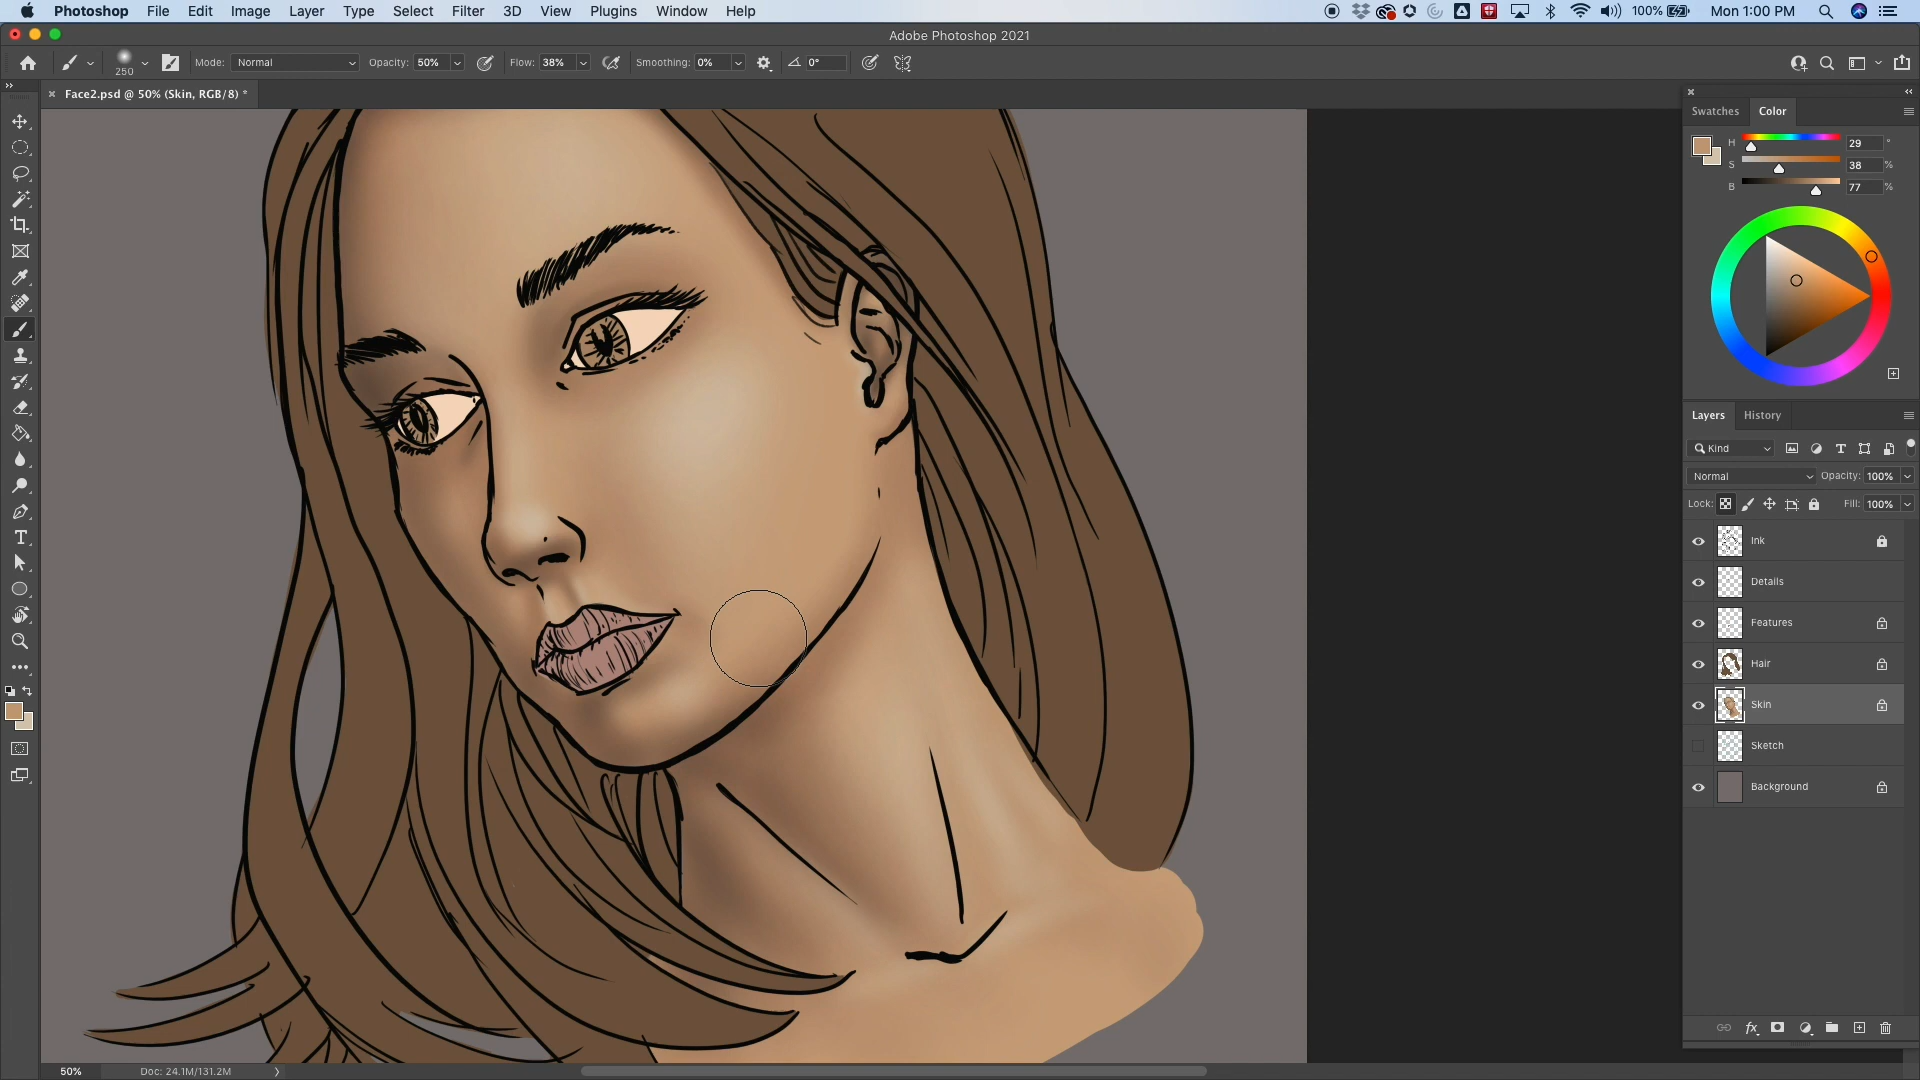 Photoshop File Edit Image Layer Type Select Filter 3D View Plugins Window Help 100% Mon 1:00 PM
Adobe Photoshop 2021
250 Mode: Normal Opacity: 50% Flow: 38% Smoothing: 0% 0°
Face2.psd @ 50% (Skin, RGB/8) *
Swatches Color
H 29 °
S 38 %
B 77 %
Layers History
Kind
Normal Opacity: 100%
Lock: Fill: 100%
Ink
Details
Features
Hair
Skin
Sketch
Background
50% Doc: 24.1M/131.2M